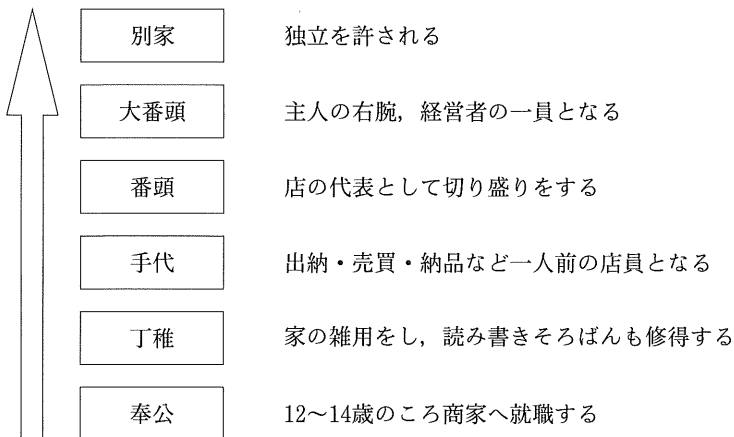 別家 独立を許される
大番頭 主人の右腕，経営者の一員となる
番頭 店の代表として切り盛りをする
手代 出納・売買・納品など一人前の店員となる
丁稚 家の雑用をし，読み書きそろばんも修得する
奉公 12〜14歳のころ商家へ就職する